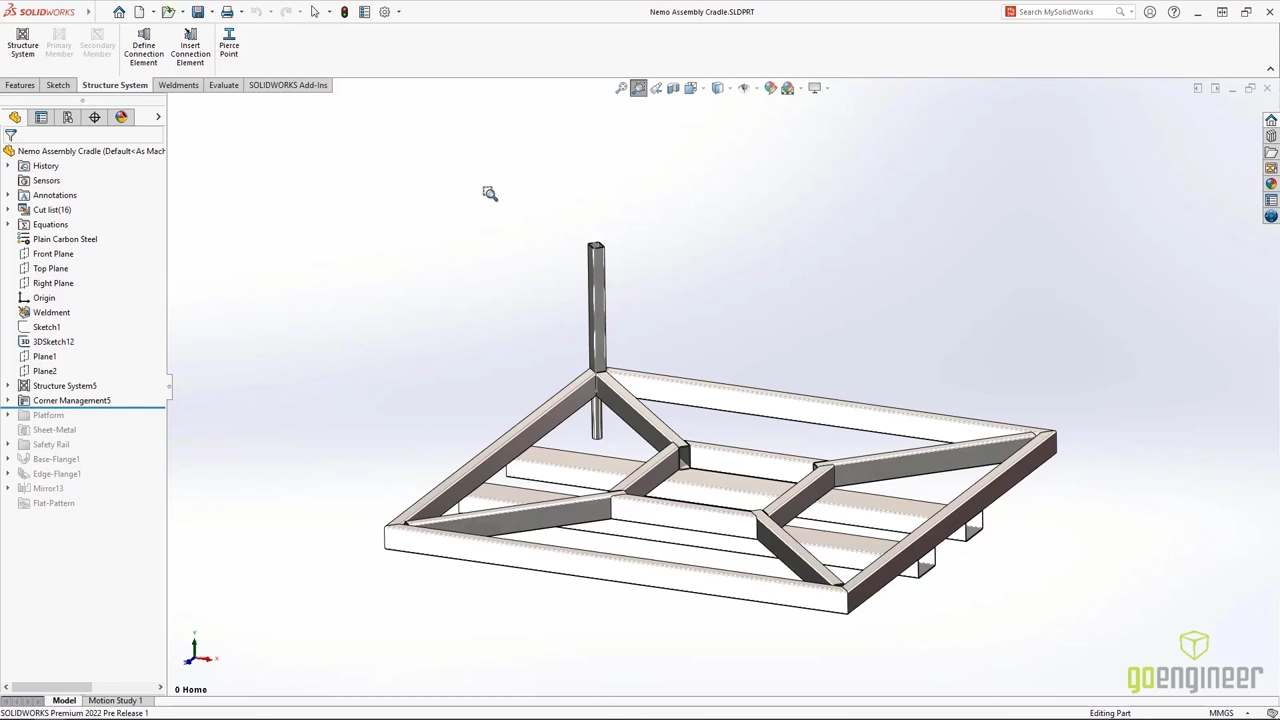 SOLIDWORKS
Nemo Assembly Cradle.SLDPRT
Search MySolidWorks
Structure System
Primary Member
Secondary Member
Define Connection Element
Insert Connection Element
Pierce Point
Features
Sketch
Structure System
Weldments
Evaluate
SOLIDWORKS Add-Ins
Nemo Assembly Cradle (Default<As Mach
History
Sensors
Annotations
Cut list(16)
Equations
Plain Carbon Steel
Front Plane
Top Plane
Right Plane
Origin
Weldment
Sketch1
3D 3DSketch12
Plane1
Plane2
Structure System5
Corner Management5
Platform
Sheet-Metal
Safety Rail
Base-Flange1
Edge-Flange1
Mirror13
Flat-Pattern
Y
X
Z
0 Home
goengineer
Model
Motion Study 1
SOLIDWORKS Premium 2022 Pre Release 1
Editing Part
MMGS